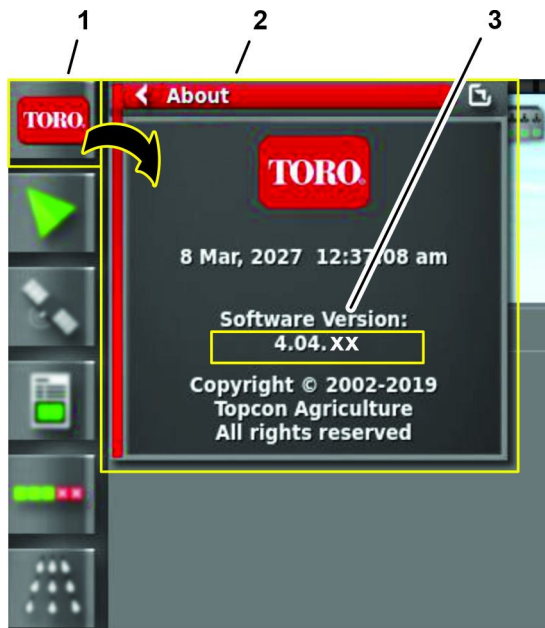 1
2
3
TORO.
About
TORO.
8 Mar, 2027 12:37:08 am
Software Version:
4.04.XX
Copyright © 2002-2019
Topcon Agriculture
All rights reserved